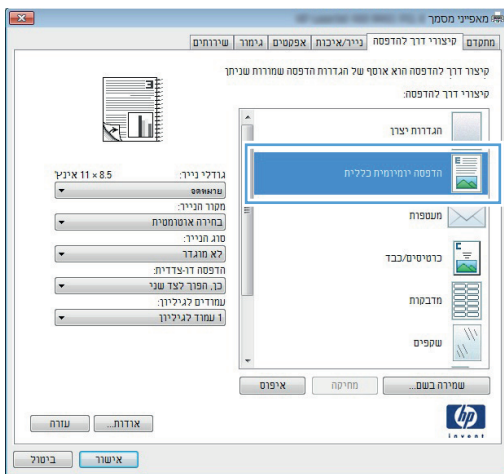 מאפייני מסמך
מתקדם
קיצורי דרך להדפסה
נייר/איכות
אפקטים
גימור
שירותים
קיצור דרך להדפסה הוא אוסף של הגדרות הדפסה שמורות שניתן
קיצורי דרך להדפסה:
הגדרות יצרן
הדפסה יומיומית כללית
מעטפות
כרטיסים/כבד
מדבקות
שקפים
גודלי נייר:
8.5 × 11 אינץ'
מקור הנייר:
בחירה אוטומטית
סוג הנייר:
לא מוגדר
הדפסה דו-צדדית:
כן, הפוך לצד שני
עמודים לגיליון:
1 עמוד לגיליון
שמירה בשם...
מחיקה
איפוס
hp
invent
אודות...
עזרה
אישור
ביטול